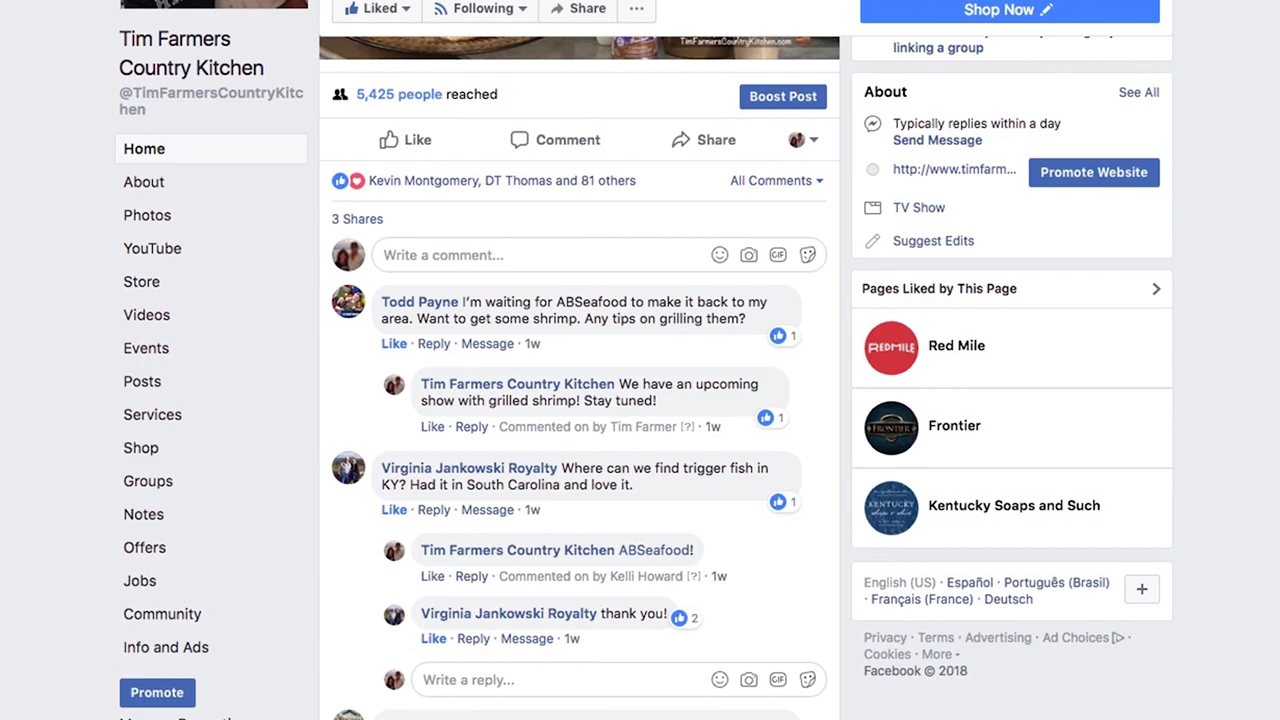 Tim Farmers
Country Kitchen
@TimFarmersCountryKitc
hen
Home
About
Photos
YouTube
Store
Videos
Events
Posts
Services
Shop
Groups
Notes
Offers
Jobs
Community
Info and Ads
Promote
Liked
Following
Share
TimFarmersCountryKitchen.com
5,425 people reached
Boost Post
Like
Comment
Share
Kevin Montgomery, DT Thomas and 81 others
All Comments
3 Shares
Write a comment...
GIF
Todd Payne I'm waiting for ABSeafood to make it back to my
area. Want to get some shrimp. Any tips on grilling them?
1
Like · Reply · Message · 1w
Tim Farmers Country Kitchen We have an upcoming
show with grilled shrimp! Stay tuned!
1
Like · Reply · Commented on by Tim Farmer [?] · 1w
Virginia Jankowski Royalty Where can we find trigger fish in
KY? Had it in South Carolina and love it.
1
Like · Reply · Message · 1w
Tim Farmers Country Kitchen ABSeafood!
Like · Reply · Commented on by Kelli Howard [?] · 1w
Virginia Jankowski Royalty thank you!
2
Like · Reply · Message · 1w
Write a reply...
GIF
Shop Now
linking a group
About
See All
Typically replies within a day
Send Message
http://www.timfarm...
Promote Website
TV Show
Suggest Edits
Pages Liked by This Page
REDMILE
Red Mile
FRONTIER
Frontier
KENTUCKY
Kentucky Soaps and Such
English (US) · Español · Português (Brasil)
· Français (France) · Deutsch
Privacy · Terms · Advertising · Ad Choices ·
Cookies · More
Facebook © 2018